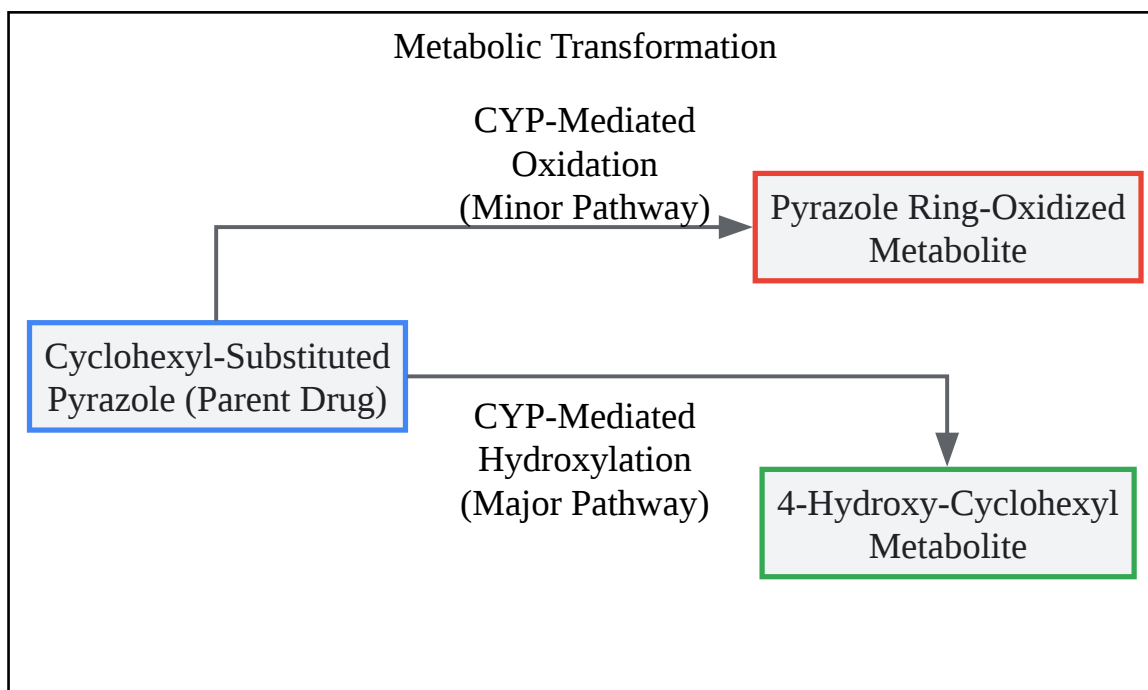 Metabolic Transformation
CYP-Mediated
Oxidation
(Minor Pathway)
Pyrazole Ring-Oxidized
Metabolite
Cyclohexyl-Substituted
Pyrazole (Parent Drug)
CYP-Mediated
Hydroxylation
(Major Pathway)
4-Hydroxy-Cyclohexyl
Metabolite